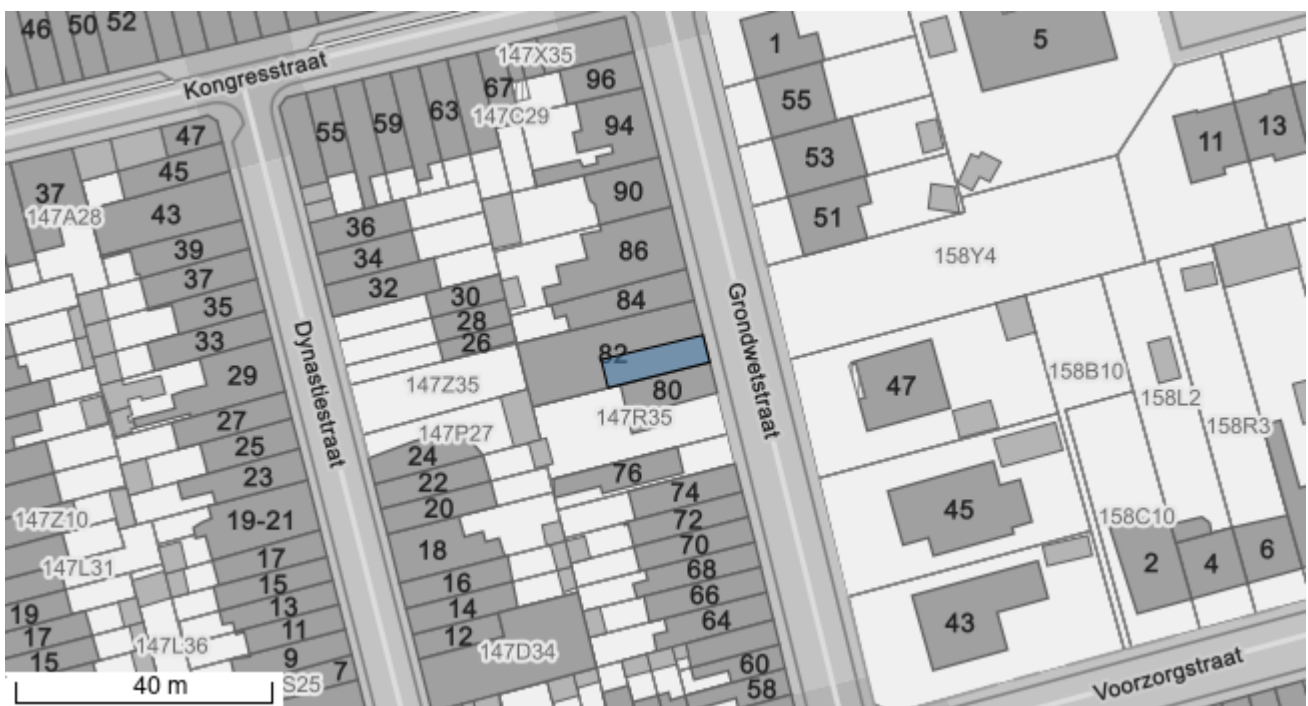 46 50 52
Kongresstraat
147X35
55 59 63 67
147C29
96
94
90
86
84
82
80
147R35
76
74
72
70
68
66
64
60
58
47
45
43
39
37
35
33
29
27
25
23
19-21
17
15
13
11
9
7
S25
37
147A28
147Z10
147L31
147L36
19
17
15
40 m
Dynastiestraat
36
34
32
30
28
26
147Z35
147P27
24
22
20
18
16
14
12
147D34
Grondwetstraat
1
55
53
51
5
11 13
158Y4
47
45
43
158B10
158L2
158R3
158C10
2 4 6
Voorzorgstraat